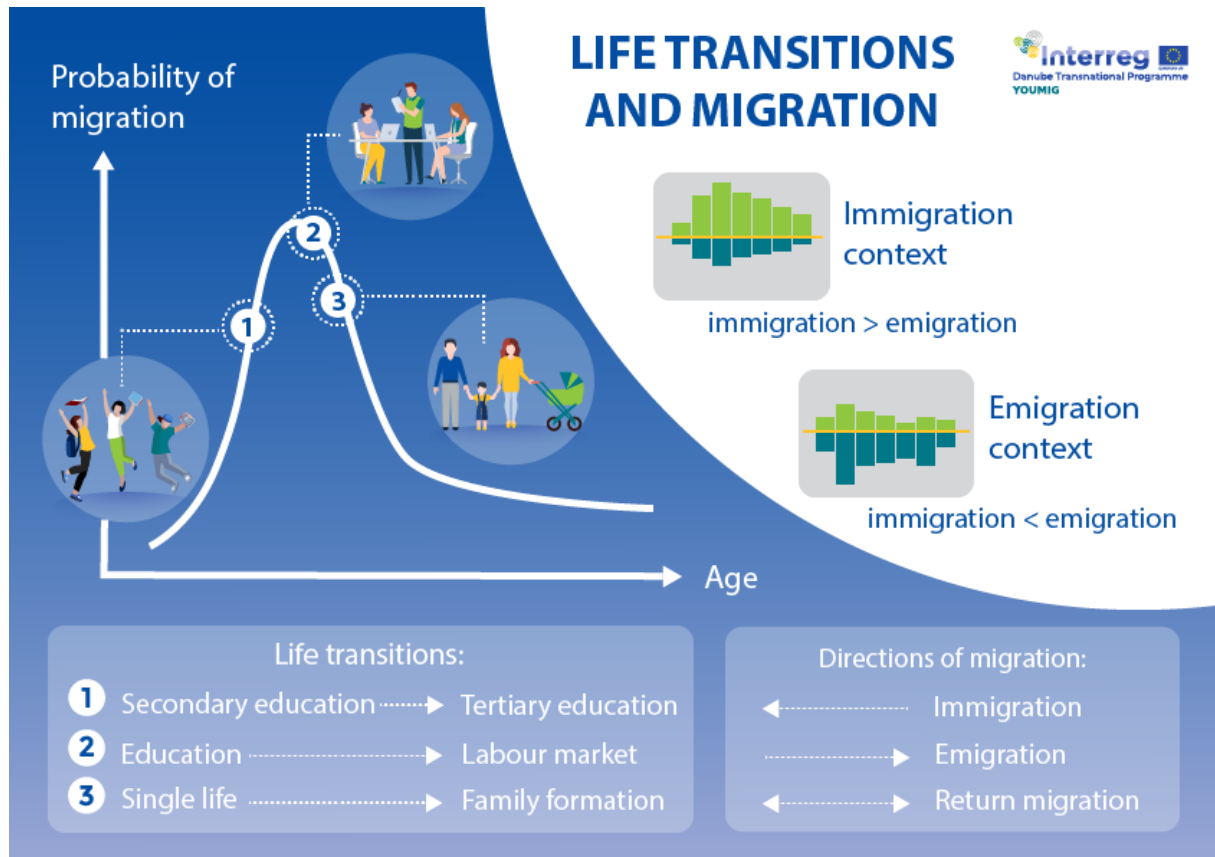 LIFE TRANSITIONS
AND MIGRATION
Interreg
Danube Transnational Programme
YOUMIG
Probability of
migration
1
2
3
Age
Immigration
context
immigration > emigration
Emigration
context
immigration < emigration
Life transitions:
1 Secondary education Tertiary education
2 Education Labour market
3 Single life Family formation
Directions of migration:
Immigration
Emigration
Return migration